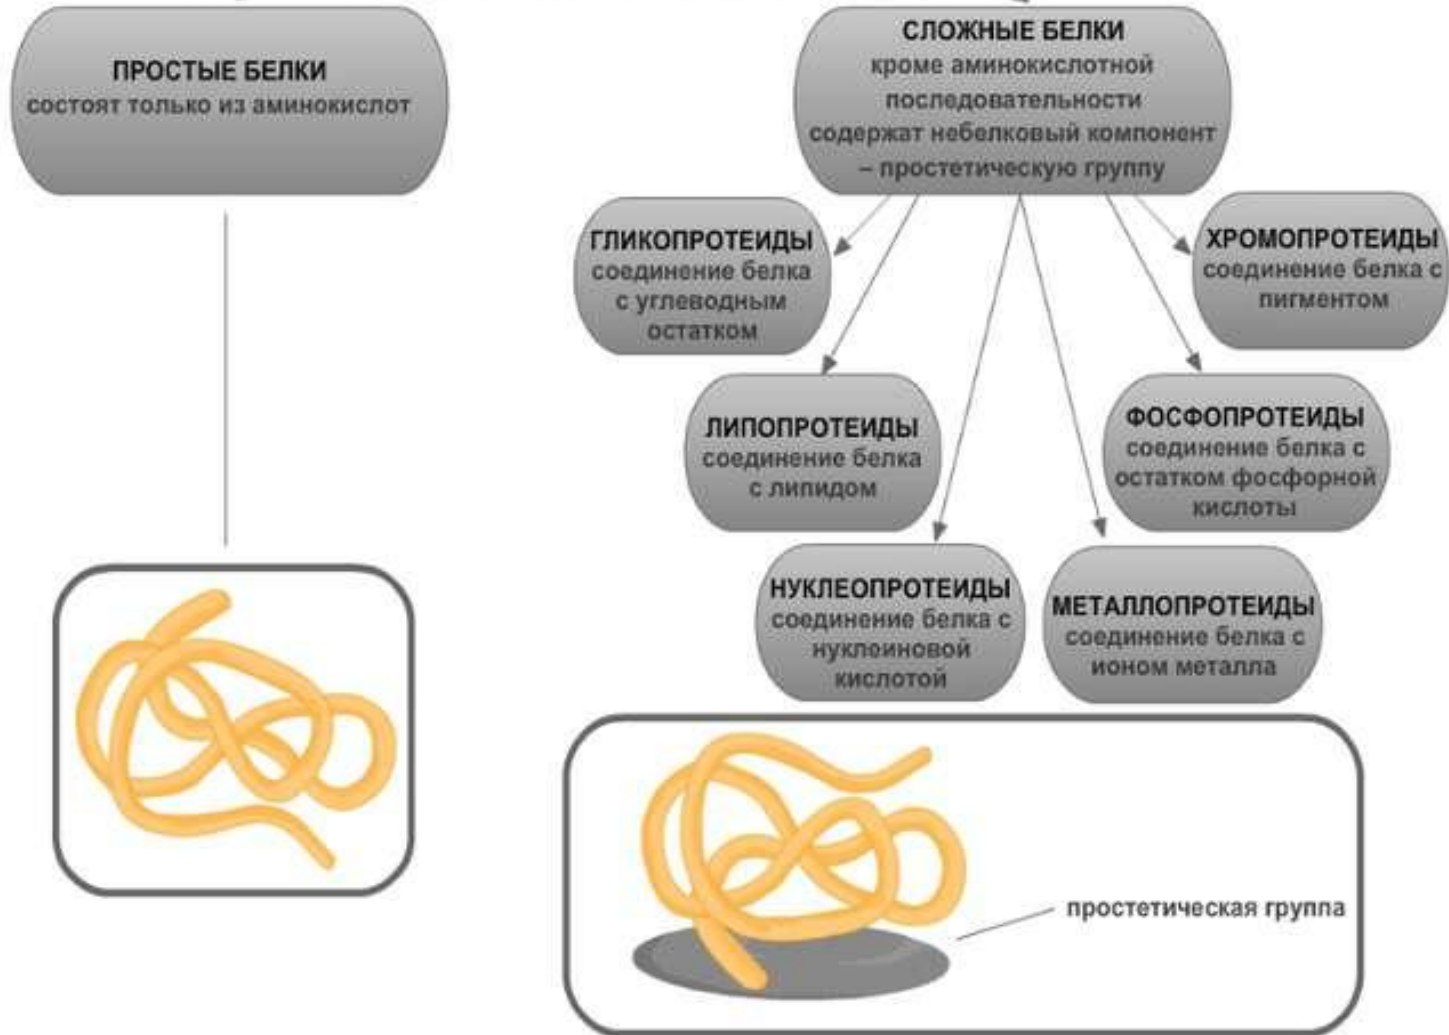 ПРОСТЫЕ БЕЛКИ
состоят только из аминокислот
СЛОЖНЫЕ БЕЛКИ
кроме аминокислотной
последовательности
содержат небелковый компонент
– простетическую группу
ГЛИКОПРОТЕИДЫ
соединение белка
с углеводным
остатком
ХРОМОПРОТЕИДЫ
соединение белка с
пигментом
ЛИПОПРОТЕИДЫ
соединение белка
с липидом
ФОСФОПРОТЕИДЫ
соединение белка с
остатком фосфорной
кислоты
НУКЛЕОПРОТЕИДЫ
соединение белка с
нуклеиновой
кислотой
МЕТАЛЛОПРОТЕИДЫ
соединение белка с
ионом металла
простетическая группа